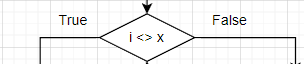 True
False
i <> x